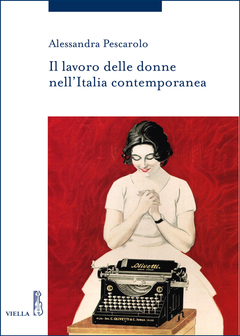 Alessandra Pescarolo
Il lavoro delle donne
nell'Italia contemporanea
Olivetti
VIELLA